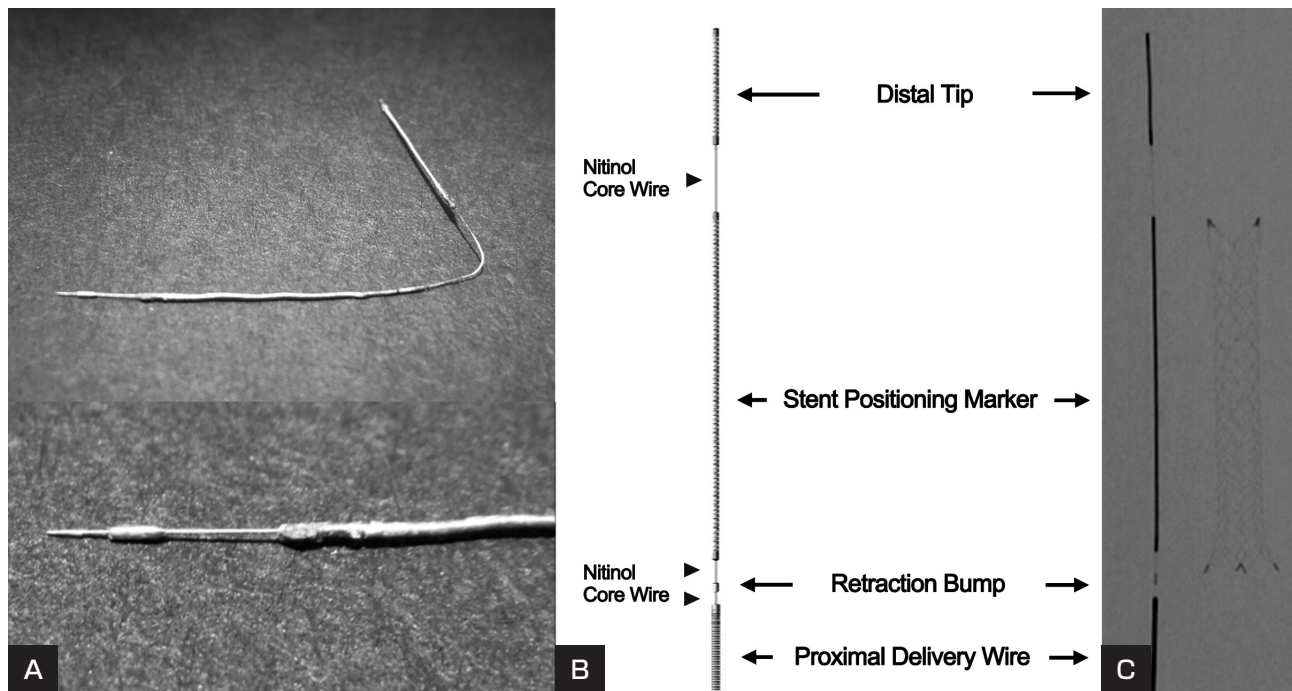 Distal Tip
Nitinol
Core Wire
Stent Positioning Marker
Nitinol
Core Wire
Retraction Bump
Proximal Delivery Wire
A
B
C